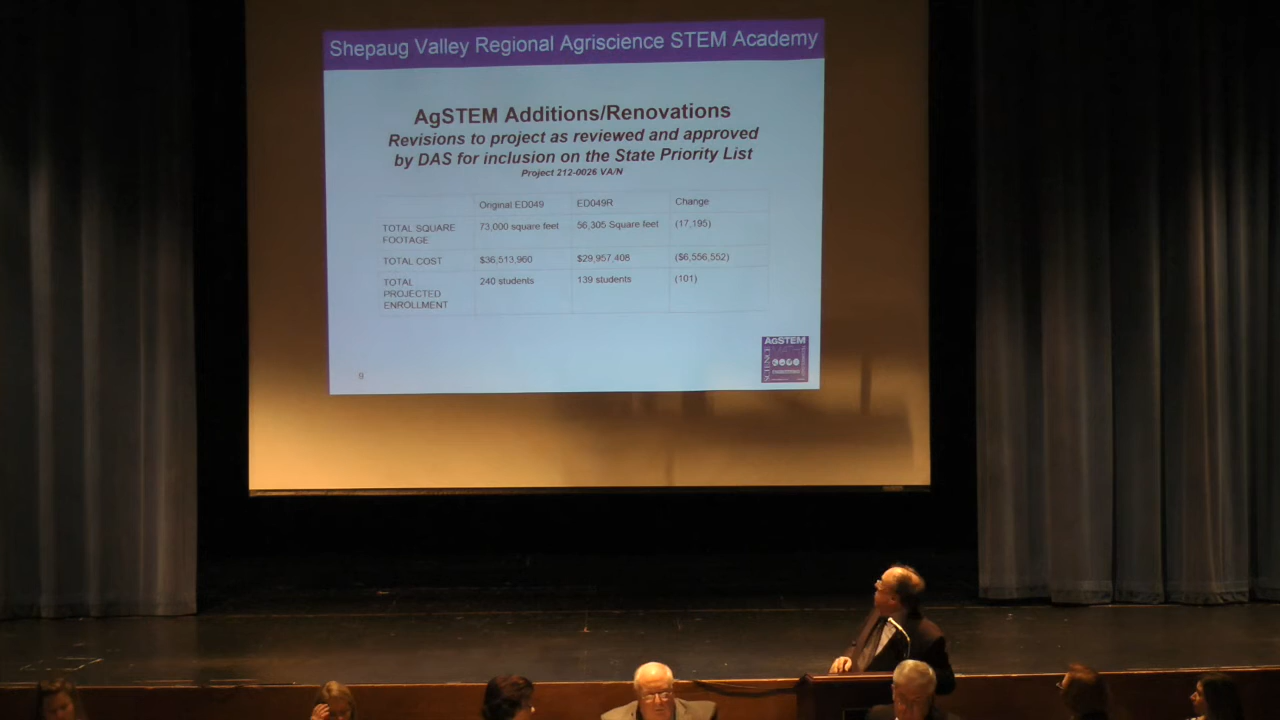 Shepaug Valley Regional Agriscience STEM Academy
AgSTEM Additions/Renovations
Revisions to project as reviewed and approved
by DAS for inclusion on the State Priority List
Project 212-0026 VA/N
Original ED049 ED049R Change
TOTAL SQUARE FOOTAGE 73,000 square feet 56,305 Square feet (17,195)
TOTAL COST $36,513,960 $29,957,408 ($6,556,552)
TOTAL PROJECTED ENROLLMENT 240 students 139 students (101)
AGSTEM
SCIENCE
9